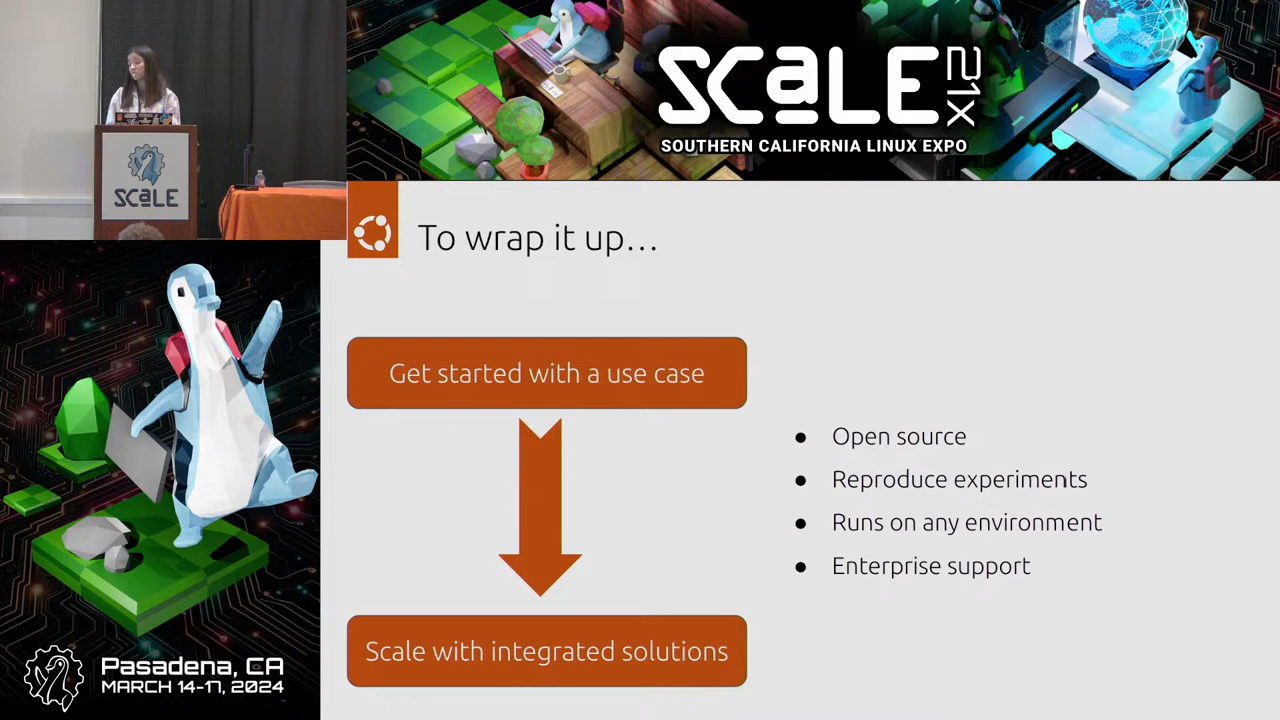 SCaLE 21x
SOUTHERN CALIFORNIA LINUX EXPO
SCaLE
To wrap it up...
Get started with a use case
Scale with integrated solutions
● Open source
● Reproduce experiments
● Runs on any environment
● Enterprise support
Pasadena, CA
MARCH 14-17, 2024